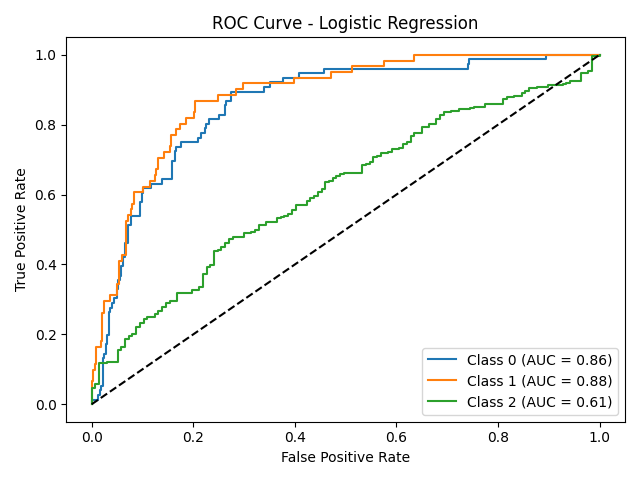 ROC Curve - Logistic Regression
True Positive Rate
1.0
0.8
0.6
0.4
0.2
0.0
0.0 0.2 0.4 0.6 0.8 1.0
False Positive Rate
Class 0 (AUC = 0.86)
Class 1 (AUC = 0.88)
Class 2 (AUC = 0.61)